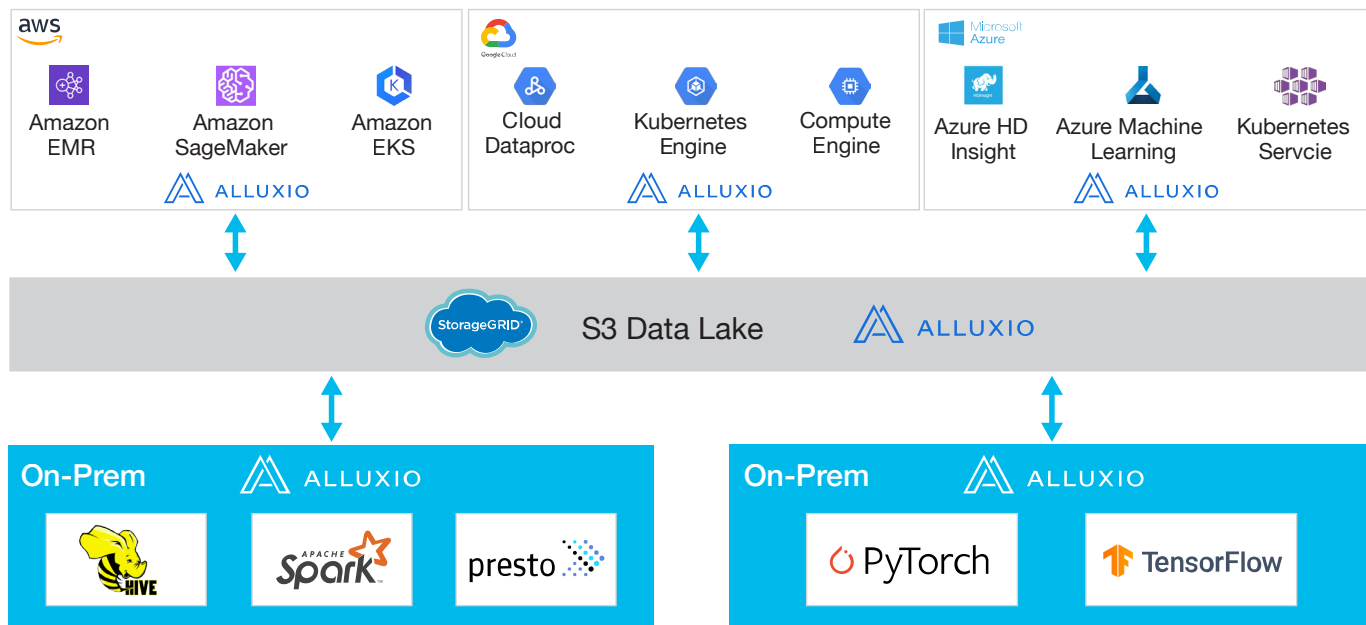 aws
Amazon
EMR
Amazon
SageMaker
Amazon
EKS
ALLUXIO
Google Cloud
Cloud
Dataproc
Kubernetes
Engine
Compute
Engine
ALLUXIO
Microsoft
Azure
HDInsight
Azure HD
Insight
Azure Machine
Learning
Kubernetes
Servcie
ALLUXIO
StorageGRID
S3 Data Lake
ALLUXIO
On-Prem
ALLUXIO
HIVE
APACHE
Spark™
presto
On-Prem
ALLUXIO
PyTorch
TensorFlow